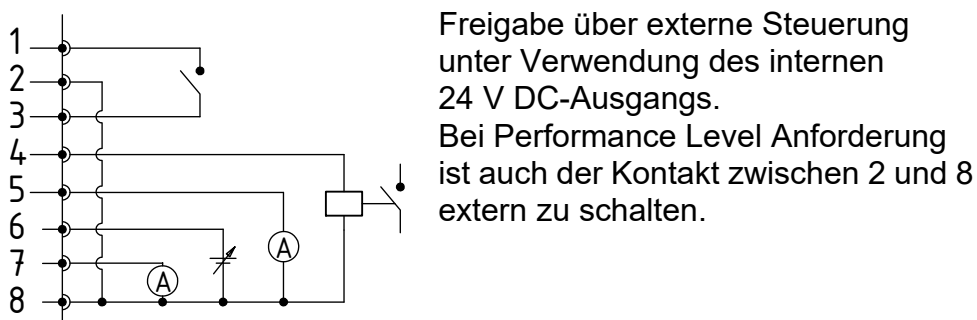 1
2
3
4
5
6
7
8
A
A
Freigabe über externe Steuerung
unter Verwendung des internen
24 V DC-Ausgangs.
Bei Performance Level Anforderung
ist auch der Kontakt zwischen 2 und 8
extern zu schalten.